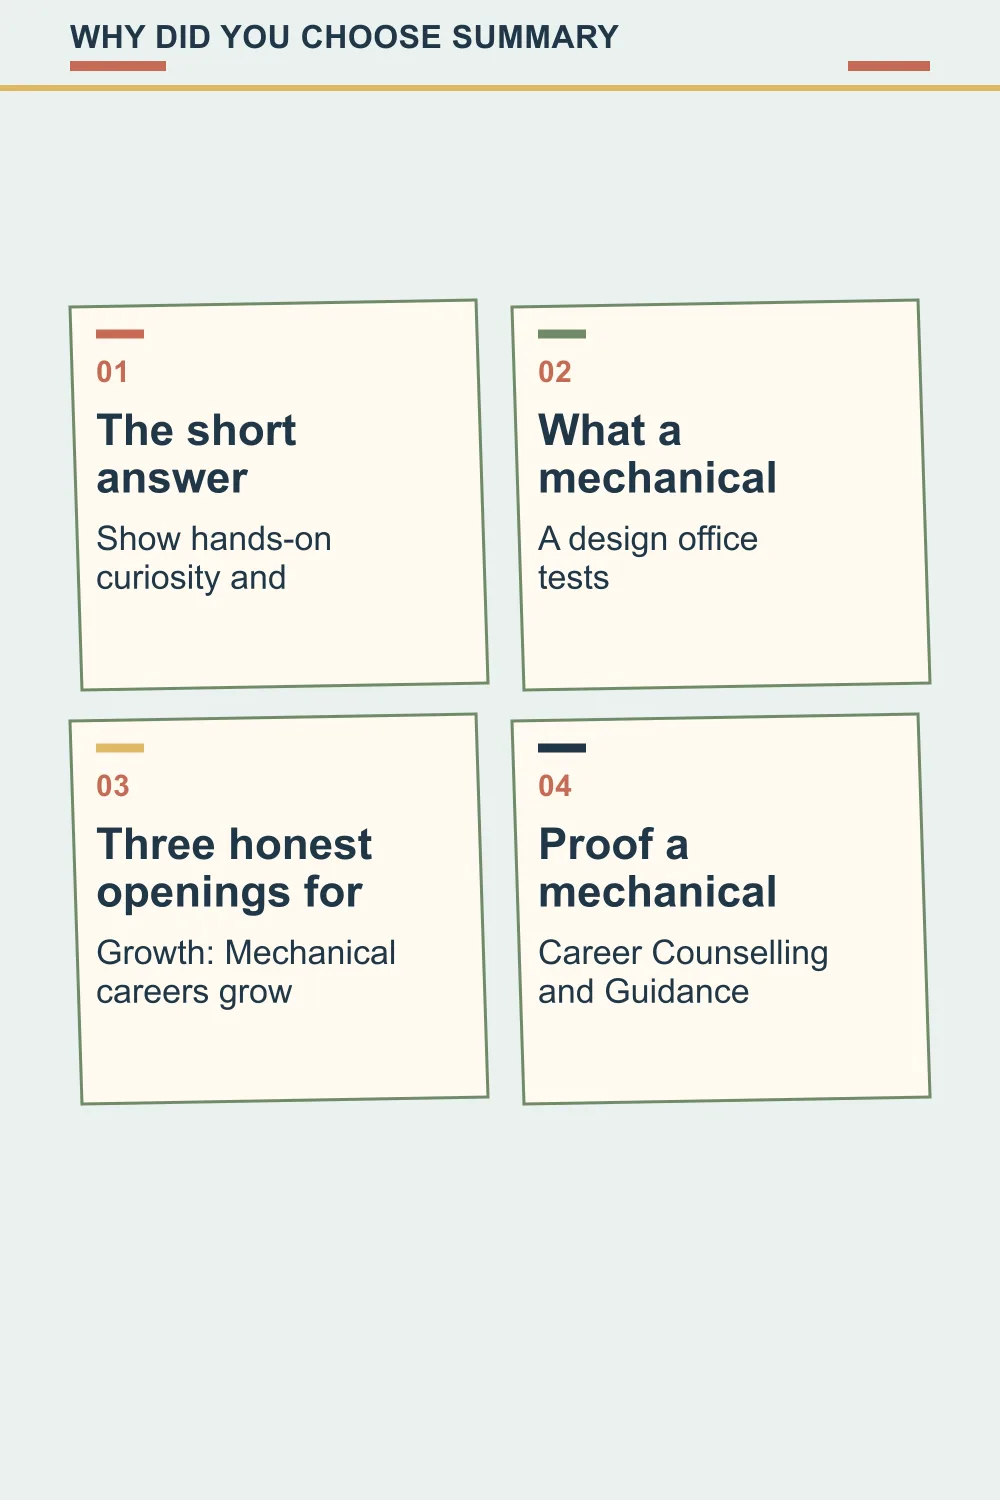 WHY DID YOU CHOOSE SUMMARY
01
The short
answer
Show hands-on
curiosity and
02
What a
mechanical
A design office
tests
03
Three honest
openings for
Growth: Mechanical
careers grow
04
Proof a
mechanical
Career Counselling
and Guidance